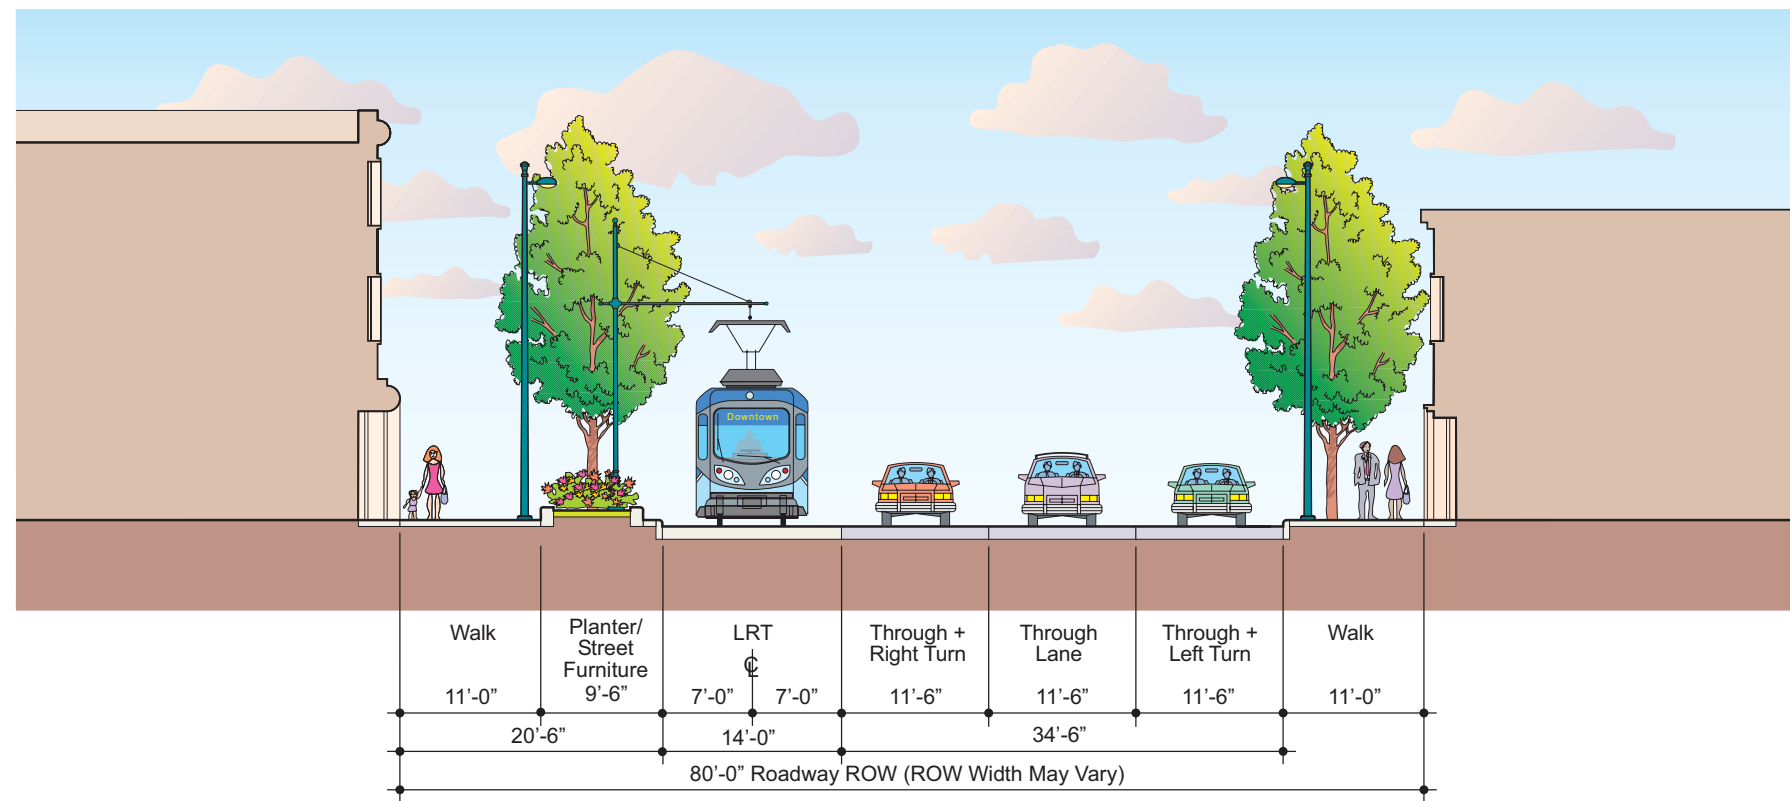 Downtown
Walk
Planter/
Street
Furniture
LRT
℄
Through +
Right Turn
Through
Lane
Through +
Left Turn
Walk
11’-0”
9’-6”
7’-0”
7’-0”
11’-6”
11’-6”
11’-6”
11’-0”
20’-6”
14’-0”
34’-6”
80’-0” Roadway ROW (ROW Width May Vary)